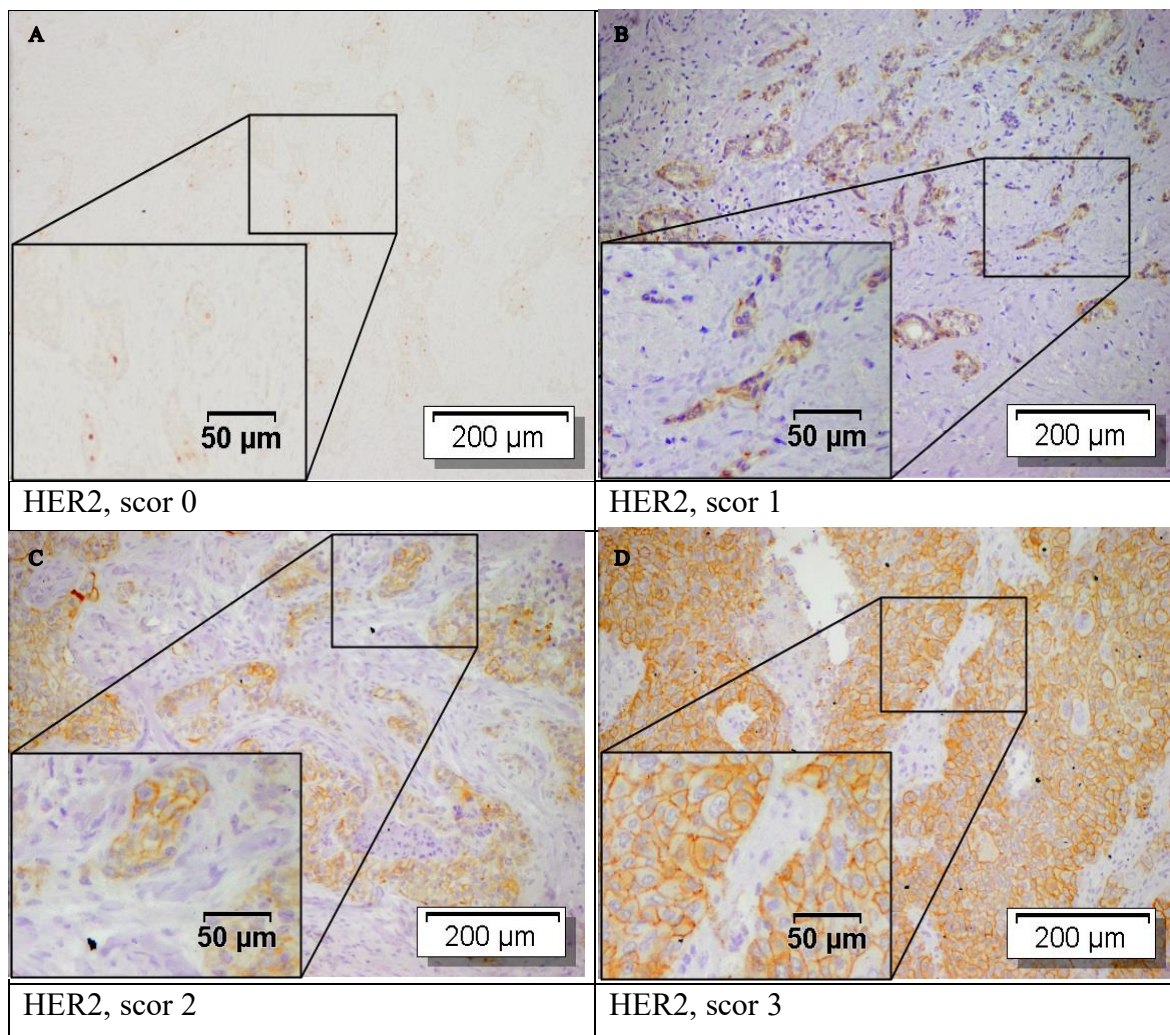 A
50 µm
200 µm
HER2, scor 0
B
50 µm
200 µm
HER2, scor 1
C
50 µm
200 µm
HER2, scor 2
D
50 µm
200 µm
HER2, scor 3